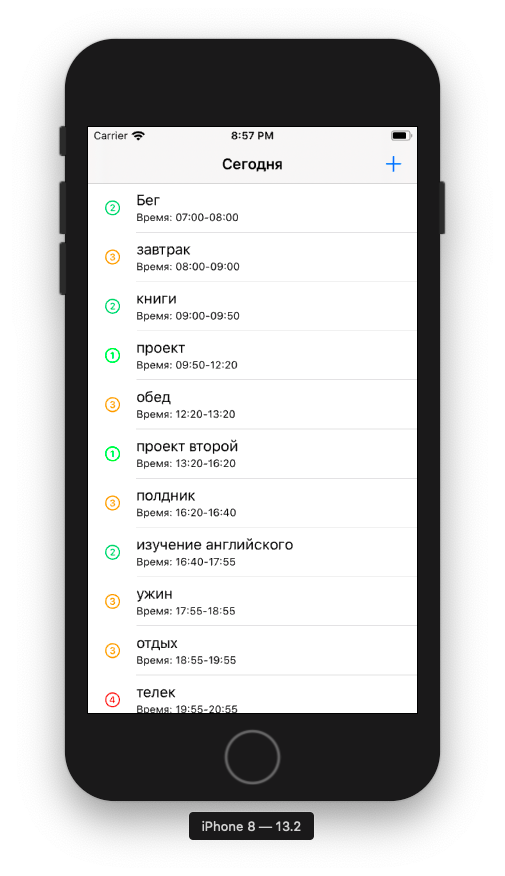 Carrier 8:57 PM
Сегодня +
2 Бег
Время: 07:00-08:00
3 завтрак
Время: 08:00-09:00
2 книги
Время: 09:00-09:50
1 проект
Время: 09:50-12:20
3 обед
Время: 12:20-13:20
1 проект второй
Время: 13:20-16:20
3 полдник
Время: 16:20-16:40
2 изучение английского
Время: 16:40-17:55
3 ужин
Время: 17:55-18:55
3 отдых
Время: 18:55-19:55
4 телек
Время: 19:55-20:55
iPhone 8 — 13.2